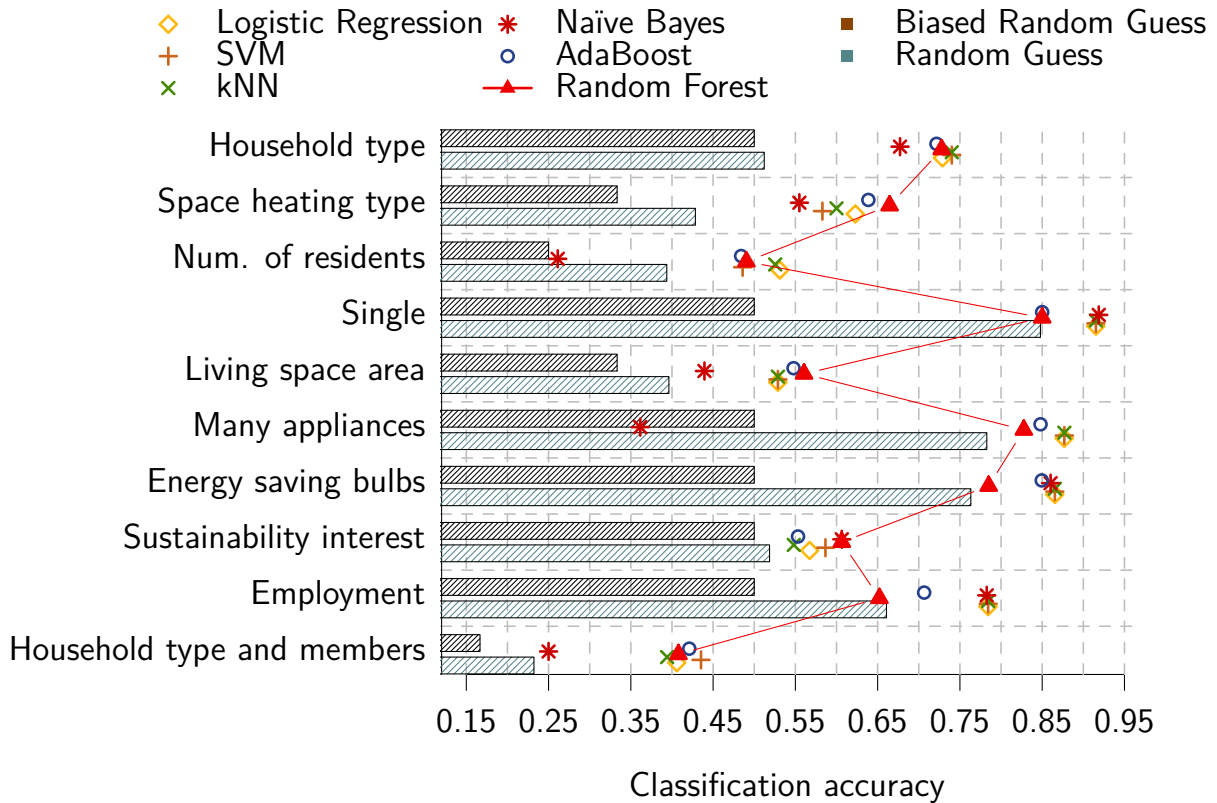 Logistic Regression Naïve Bayes Biased Random Guess
SVM AdaBoost Random Guess
kNN Random Forest
Household type
Space heating type
Num. of residents
Single
Living space area
Many appliances
Energy saving bulbs
Sustainability interest
Employment
Household type and members
0.15 0.25 0.35 0.45 0.55 0.65 0.75 0.85 0.95
Classification accuracy